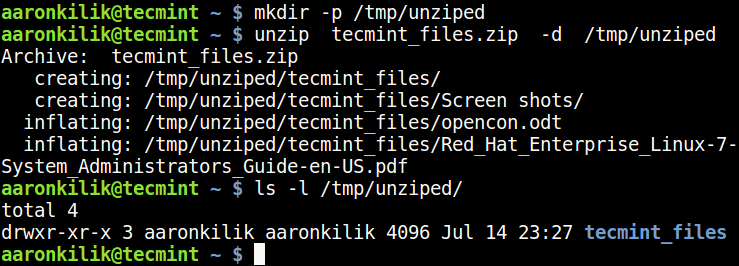 aaronkilik@tecmint ~ $ mkdir -p /tmp/unziped
aaronkilik@tecmint ~ $ unzip  tecmint_files.zip  -d  /tmp/unziped
Archive:  tecmint_files.zip
   creating: /tmp/unziped/tecmint_files/
   creating: /tmp/unziped/tecmint_files/Screen shots/
  inflating: /tmp/unziped/tecmint_files/opencon.odt
  inflating: /tmp/unziped/tecmint_files/Red_Hat_Enterprise_Linux-7-
System_Administrators_Guide-en-US.pdf
aaronkilik@tecmint ~ $ ls -l /tmp/unziped/
total 4
drwxr-xr-x 3 aaronkilik aaronkilik 4096 Jul 14 23:27 tecmint_files
aaronkilik@tecmint ~ $